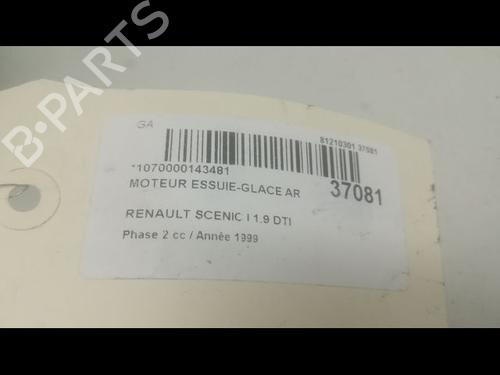 B-PARTS
GA
81210301 37081
*1070000143481
MOTEUR ESSUIE-GLACE AR
37081
RENAULT SCENIC I 1.9 DTI
Phase 2 cc / Année 1999